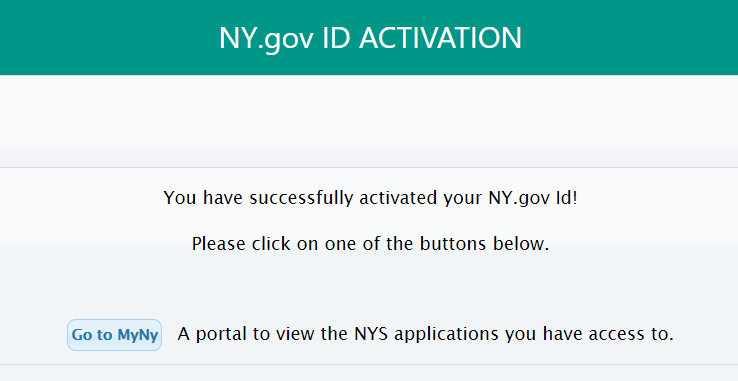 NY.gov ID ACTIVATION
You have successfully activated your NY.gov Id!
Please click on one of the buttons below.
Go to MyNy A portal to view the NYS applications you have access to.